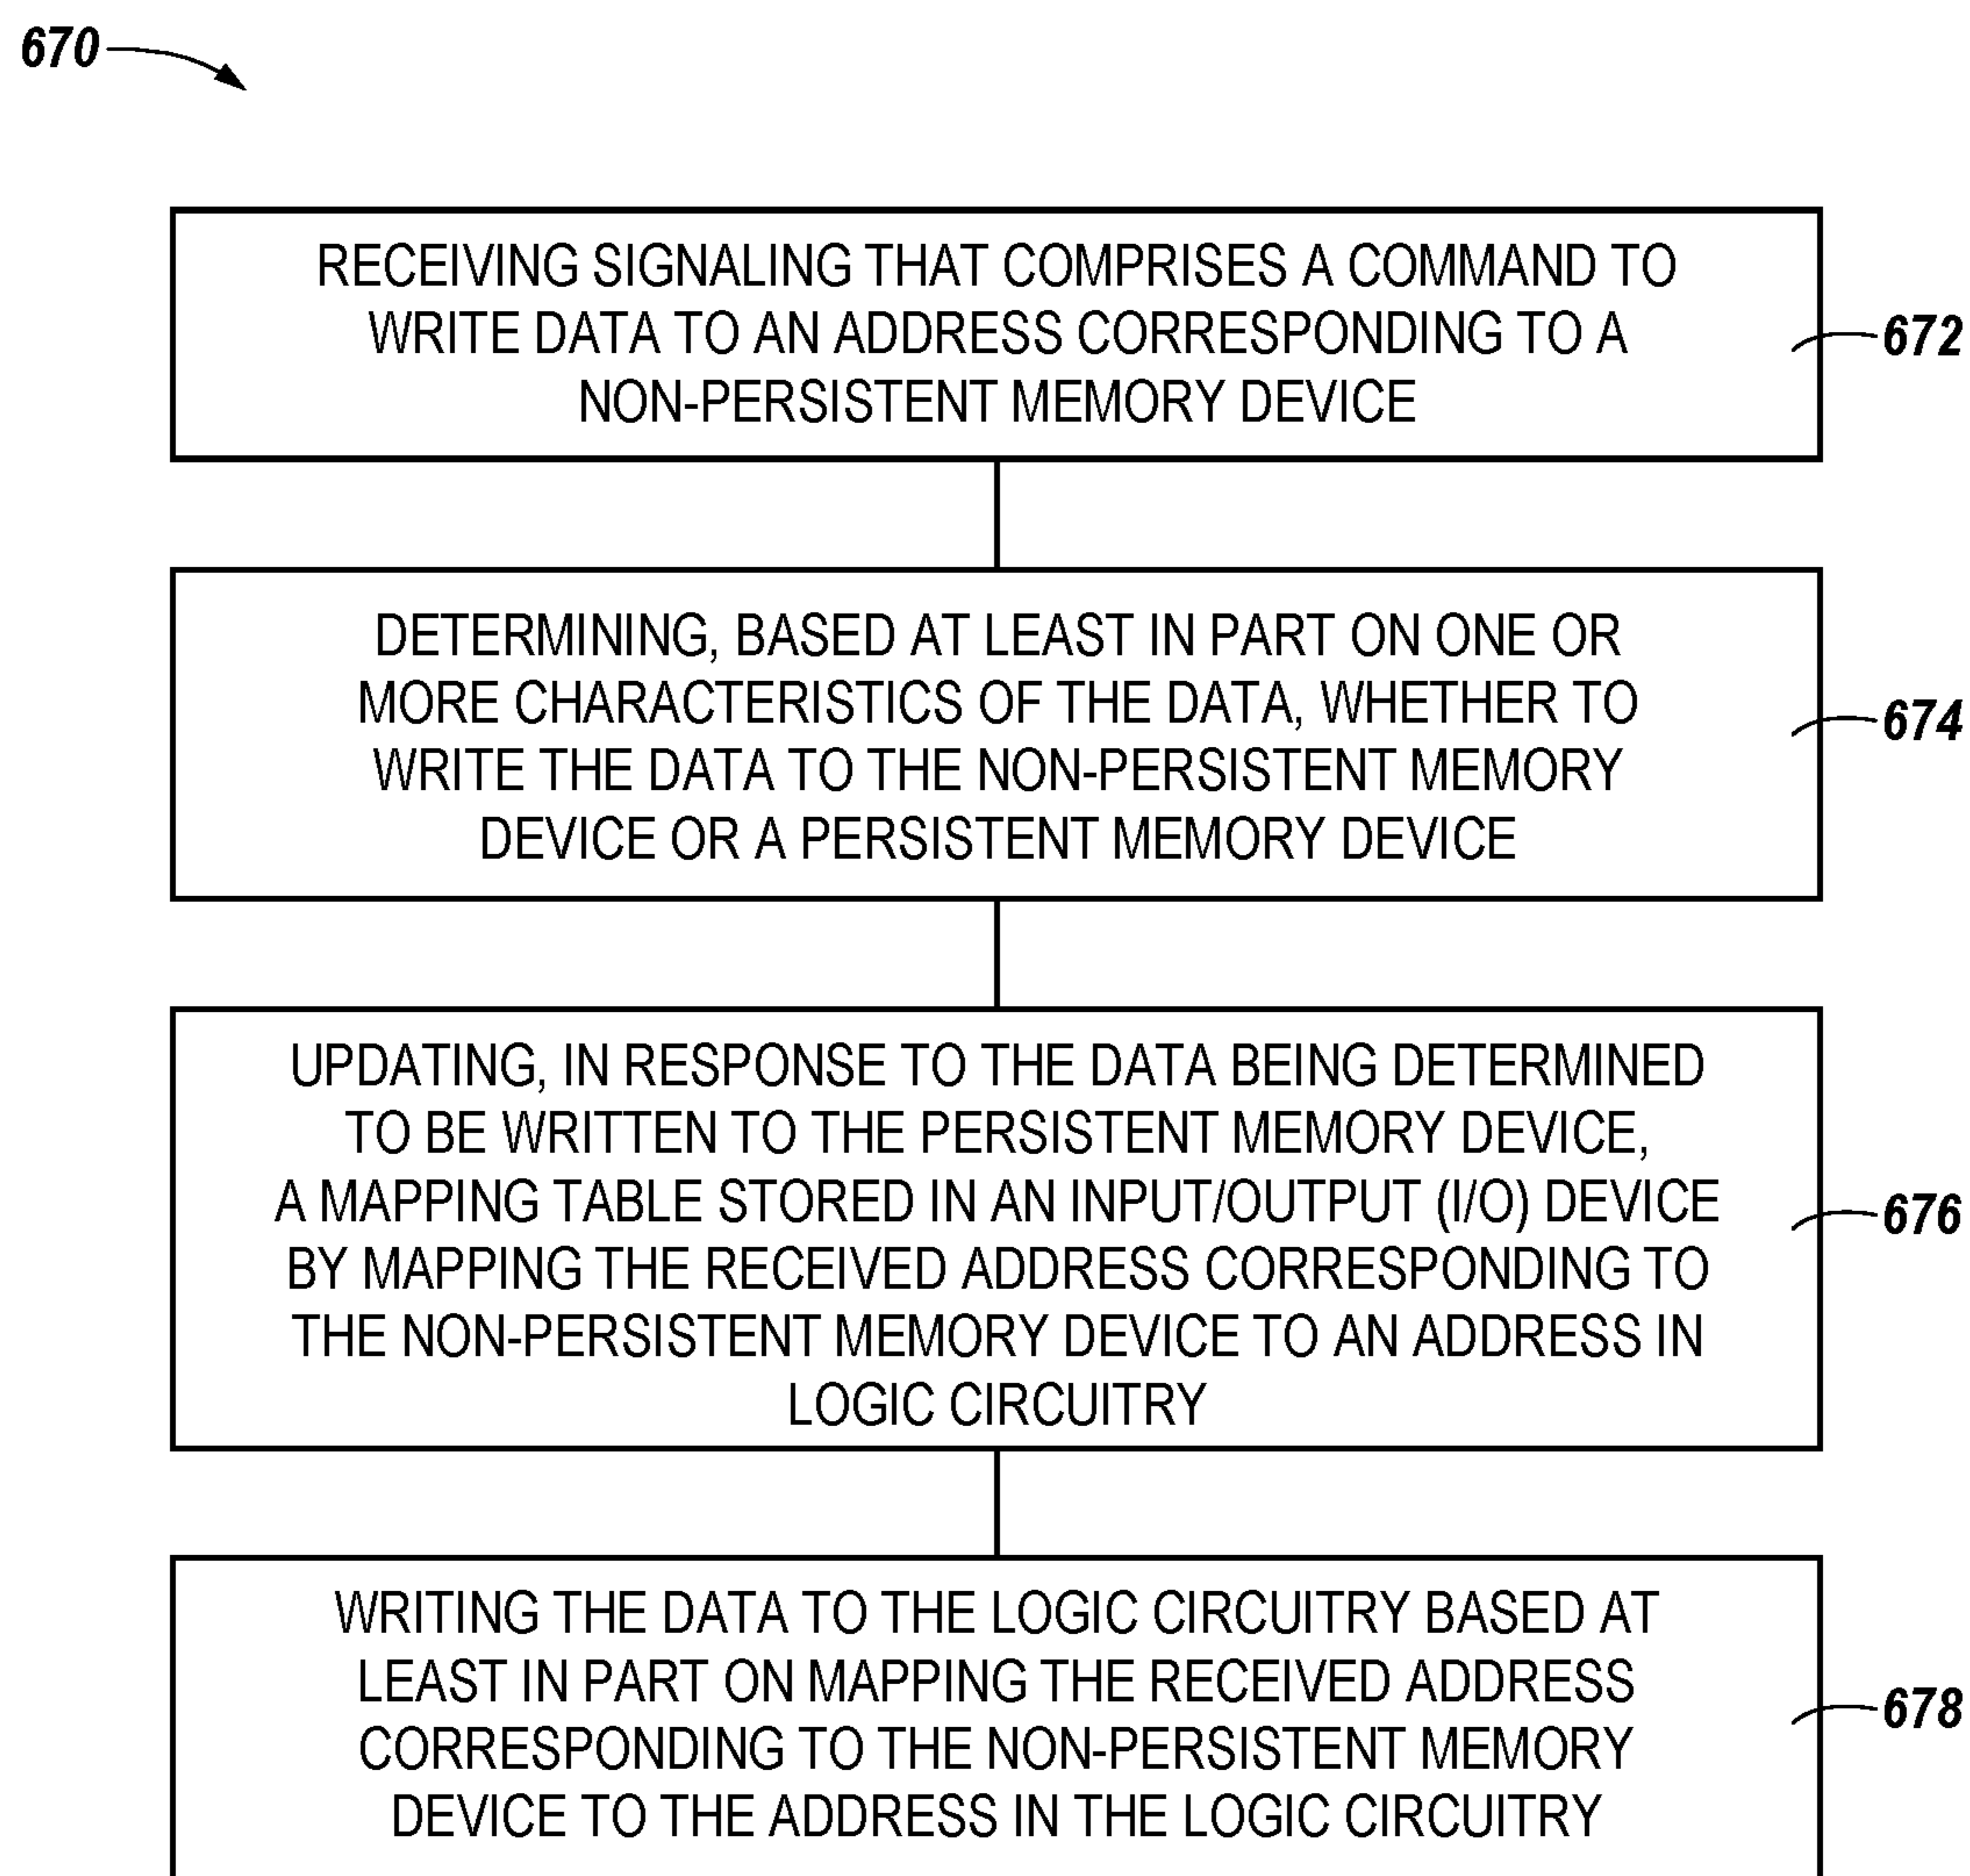 670
RECEIVING SIGNALING THAT COMPRISES A COMMAND TO
WRITE DATA TO AN ADDRESS CORRESPONDING TO A
NON-PERSISTENT MEMORY DEVICE
672
DETERMINING, BASED AT LEAST IN PART ON ONE OR
MORE CHARACTERISTICS OF THE DATA, WHETHER TO
WRITE THE DATA TO THE NON-PERSISTENT MEMORY
DEVICE OR A PERSISTENT MEMORY DEVICE
674
UPDATING, IN RESPONSE TO THE DATA BEING DETERMINED
TO BE WRITTEN TO THE PERSISTENT MEMORY DEVICE,
A MAPPING TABLE STORED IN AN INPUT/OUTPUT (I/O) DEVICE
BY MAPPING THE RECEIVED ADDRESS CORRESPONDING TO
THE NON-PERSISTENT MEMORY DEVICE TO AN ADDRESS IN
LOGIC CIRCUITRY
676
WRITING THE DATA TO THE LOGIC CIRCUITRY BASED AT
LEAST IN PART ON MAPPING THE RECEIVED ADDRESS
CORRESPONDING TO THE NON-PERSISTENT MEMORY
DEVICE TO THE ADDRESS IN THE LOGIC CIRCUITRY
678